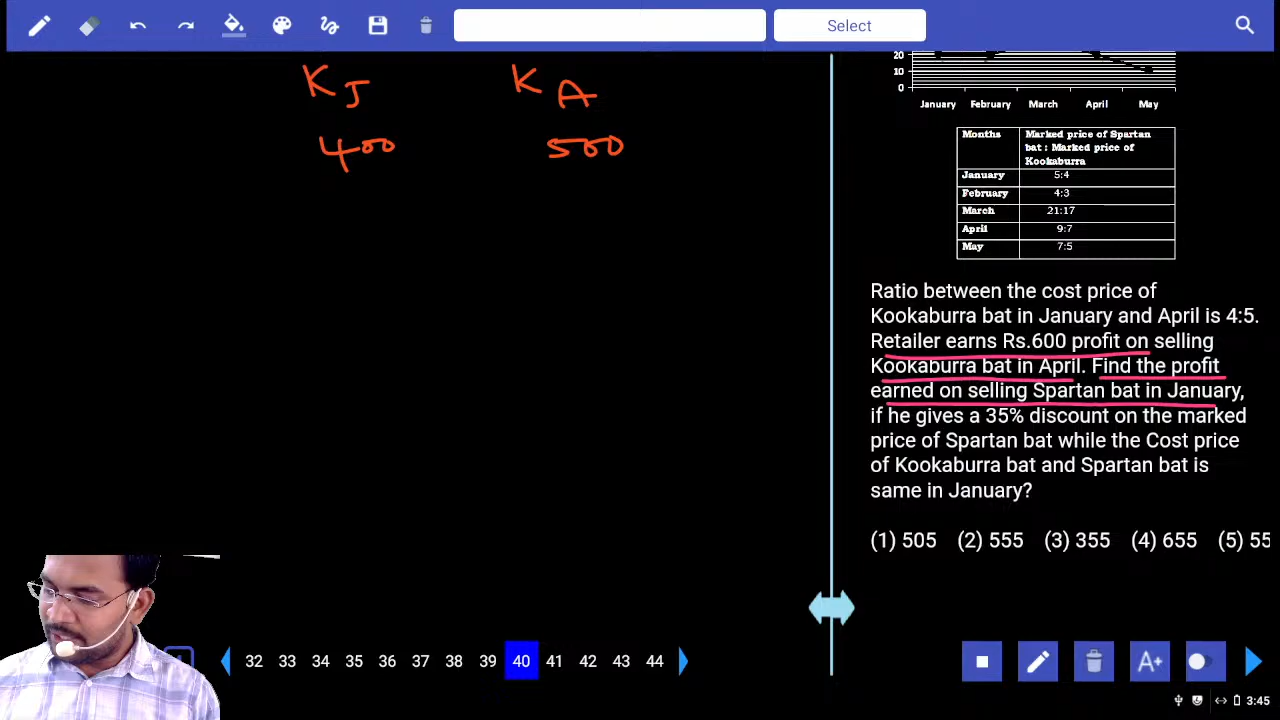 Select
K J K A
400 500
20
10
0
January February March April May
Months Marked price of Spartan
bat : Marked price of
Kookaburra
January 5:4
February 4:3
March 21:17
April 9:7
May 7:5
Ratio between the cost price of
Kookaburra bat in January and April is 4:5.
Retailer earns Rs.600 profit on selling
Kookaburra bat in April. Find the profit
earned on selling Spartan bat in January,
if he gives a 35% discount on the marked
price of Spartan bat while the Cost price
of Kookaburra bat and Spartan bat is
same in January?
(1) 505 (2) 555 (3) 355 (4) 655 (5) 55
32 33 34 35 36 37 38 39 40 41 42 43 44
A+
3:45